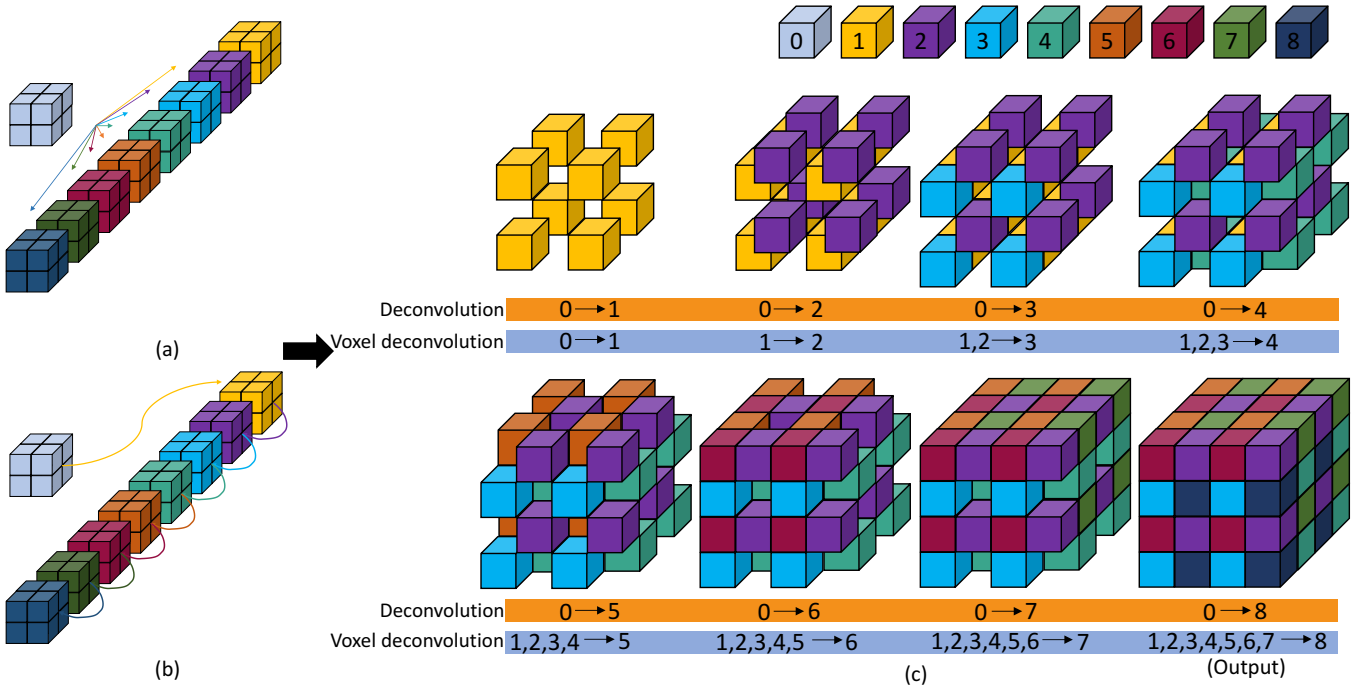 0 1 2 3 4 5 6 7 8
Deconvolution 0→1 0→2 0→3 0→4
Voxel deconvolution 0→1 1→2 1,2→3 1,2,3→4
(a)
Deconvolution 0→5 0→6 0→7 0→8
Voxel deconvolution 1,2,3,4→5 1,2,3,4,5→6 1,2,3,4,5,6→7 1,2,3,4,5,6,7→8
(b)
(c)
(Output)